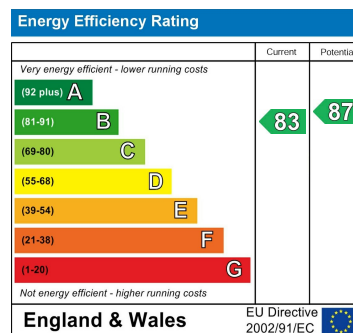 Energy Efficiency Rating
Current Potential
Very energy efficient - lower running costs
(92 plus) A
(81-91) B
(69-80) C
(55-68) D
(39-54) E
(21-38) F
(1-20) G
83
87
Not energy efficient - higher running costs
England & Wales
EU Directive
2002/91/EC